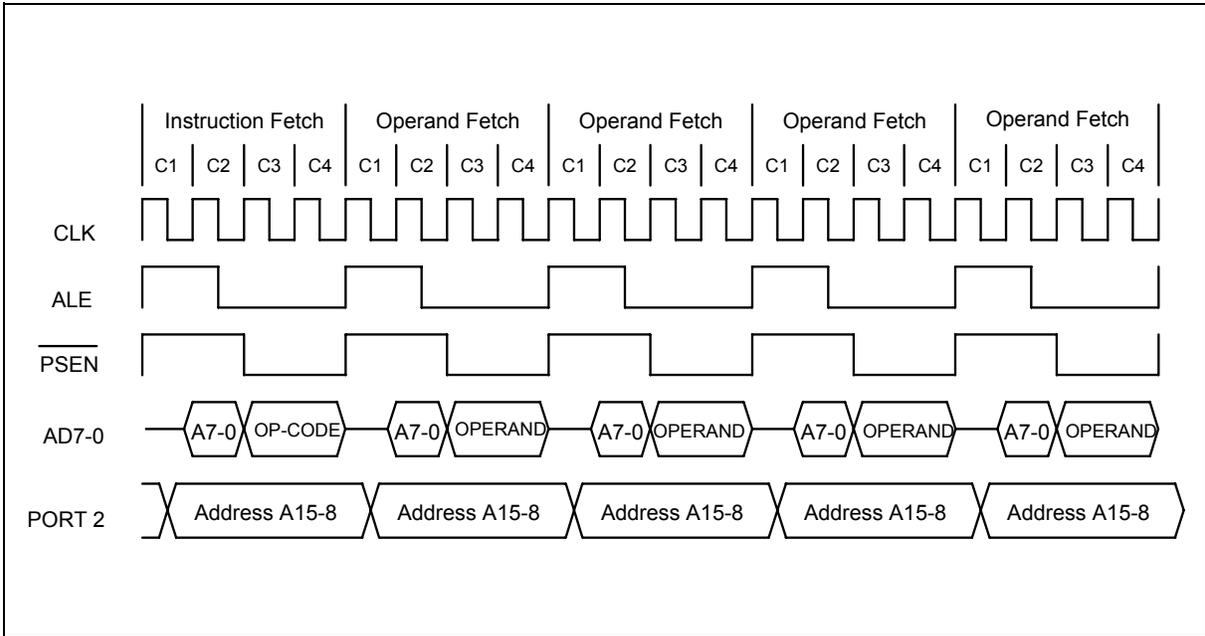 Instruction Fetch Operand Fetch Operand Fetch Operand Fetch Operand Fetch
C1 C2 C3 C4 C1 C2 C3 C4 C1 C2 C3 C4 C1 C2 C3 C4 C1 C2 C3 C4
CLK
ALE
PSEN
AD7-0 A7-0 OP-CODE A7-0 OPERAND A7-0 OPERAND A7-0 OPERAND A7-0 OPERAND
PORT 2 Address A15-8 Address A15-8 Address A15-8 Address A15-8 Address A15-8